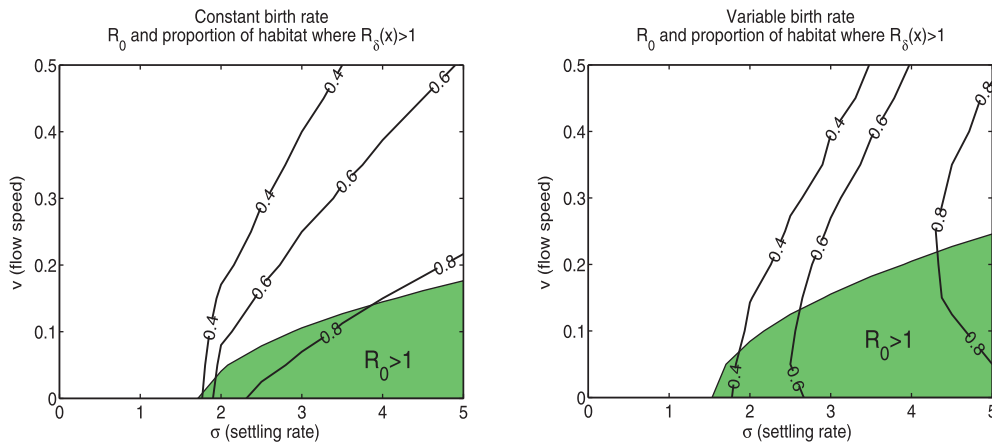 Constant birth rate
R0 and proportion of habitat where Rδ(x)>1
0.5
0.4
0.3
0.2
0.1
0
v (flow speed)
0.4
0.6
0.4
0.6
0.6
0.8
0.4
0.8
R0>1
0 1 2 3 4 5
σ (settling rate)
Variable birth rate
R0 and proportion of habitat where Rδ(x)>1
0.5
0.4
0.3
0.2
0.1
0
v (flow speed)
0.8
0.4
0.6
0.8
0.4
0.6
0.8
0.4
0.6
R0>1
0 1 2 3 4 5
σ (settling rate)